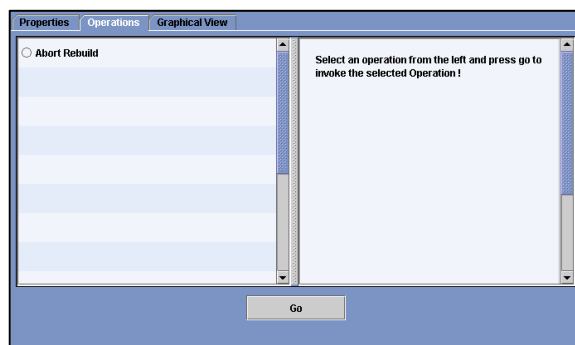 Properties Operations Graphical View
Abort Rebuild
Select an operation from the left and press go to
invoke the selected Operation !
Go